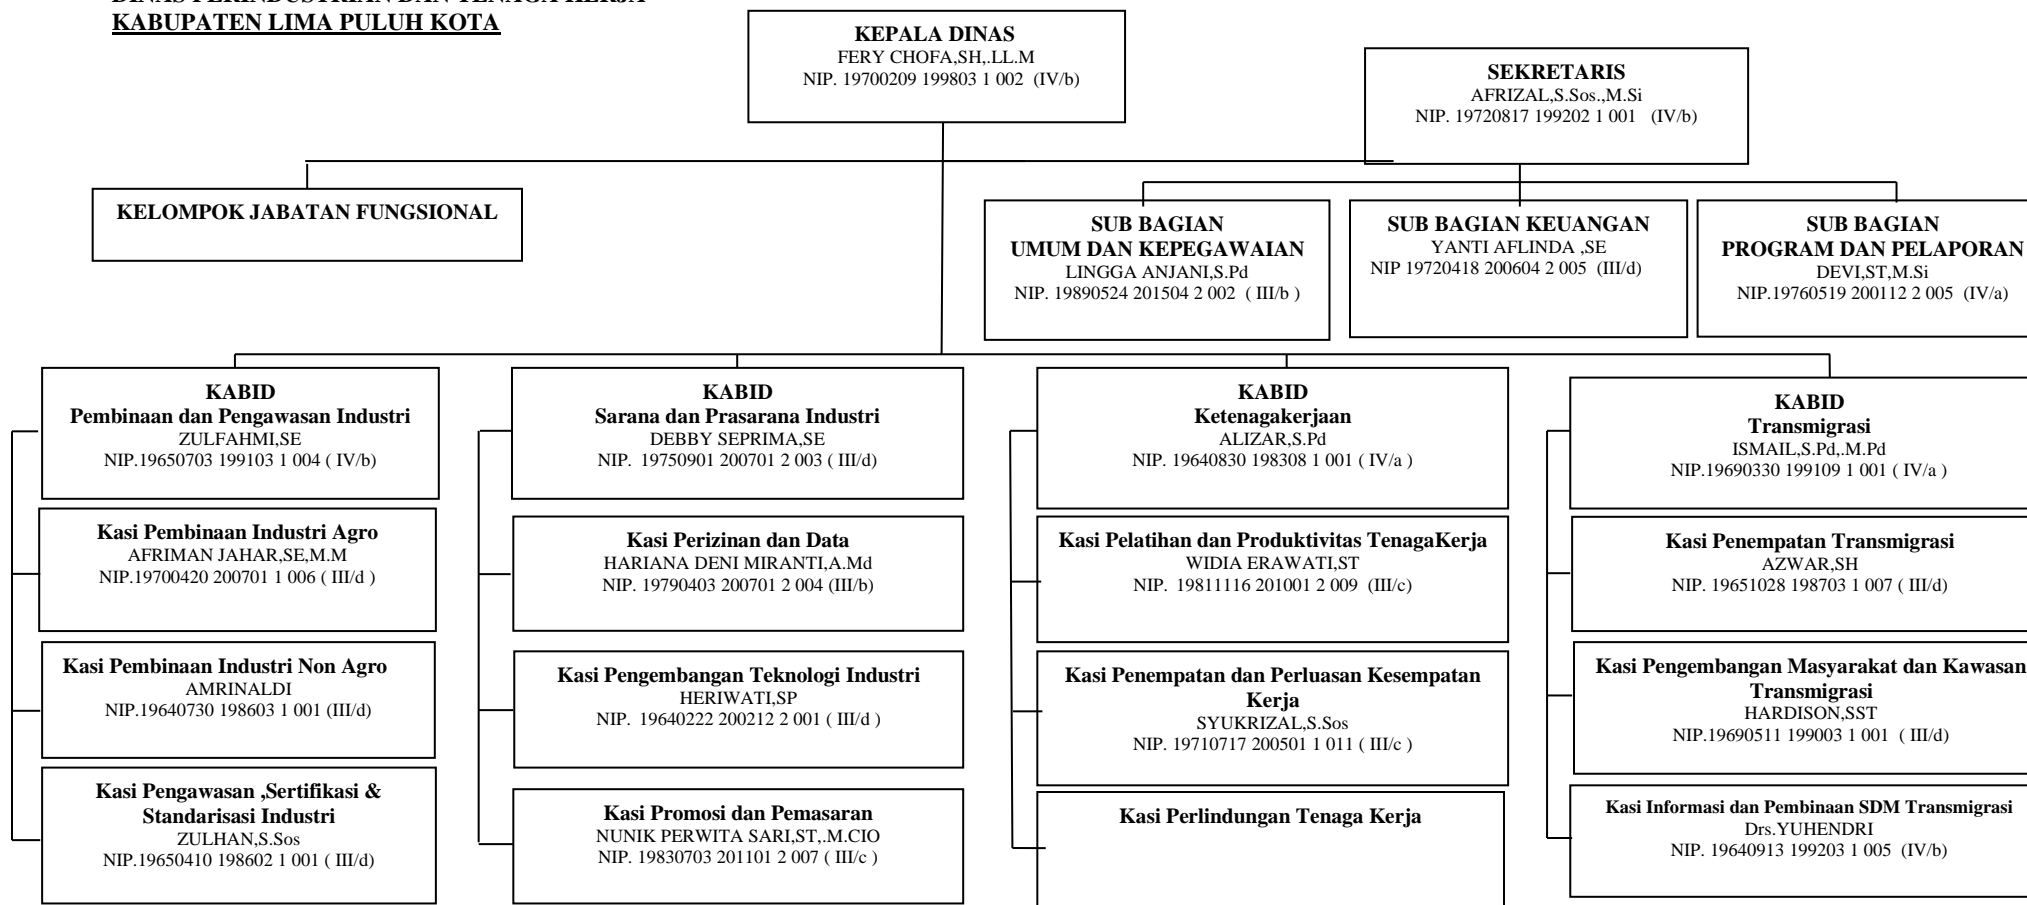 DINAS PERINDUSTRIAN DAN TENAGA KERJA
KABUPATEN LIMA PULUH KOTA
KEPALA DINAS
FERY CHOFA,SH,.LL.M
NIP. 19700209 199803 1 002 (IV/b)
SEKRETARIS
AFRIZAL,S.Sos.,M.Si
NIP. 19720817 199202 1 001 (IV/b)
KELOMPOK JABATAN FUNGSIONAL
SUB BAGIAN
UMUM DAN KEPEGAWAIAN
LINGGA ANJANI,S.Pd
NIP. 19890524 201504 2 002 ( III/b )
SUB BAGIAN KEUANGAN
YANTI AFLINDA ,SE
NIP 19720418 200604 2 005 (III/d)
SUB BAGIAN
PROGRAM DAN PELAPORAN
DEVI,ST,M.Si
NIP.19760519 200112 2 005 (IV/a)
KABID
Pembinaan dan Pengawasan Industri
ZULFAHMI,SE
NIP.19650703 199103 1 004 ( IV/b)
Kasi Pembinaan Industri Agro
AFRIMAN JAHAR,SE,M.M
NIP.19700420 200701 1 006 ( III/d )
Kasi Pembinaan Industri Non Agro
AMRINALDI
NIP.19640730 198603 1 001 (III/d)
Kasi Pengawasan ,Sertifikasi &
Standarisasi Industri
ZULHAN,S.Sos
NIP.19650410 198602 1 001 ( III/d)
KABID
Sarana dan Prasarana Industri
DEBBY SEPRIMA,SE
NIP. 19750901 200701 2 003 ( III/d)
Kasi Perizinan dan Data
HARIANA DENI MIRANTI,A.Md
NIP. 19790403 200701 2 004 (III/b)
Kasi Pengembangan Teknologi Industri
HERIWATI,SP
NIP. 19640222 200212 2 001 ( III/d )
Kasi Promosi dan Pemasaran
NUNIK PERWITA SARI,ST,.M.CIO
NIP. 19830703 201101 2 007 ( III/c )
KABID
Ketenagakerjaan
ALIZAR,S.Pd
NIP. 19640830 198308 1 001 ( IV/a )
Kasi Pelatihan dan Produktivitas TenagaKerja
WIDIA ERAWATI,ST
NIP. 19811116 201001 2 009 (III/c)
Kasi Penempatan dan Perluasan Kesempatan
Kerja
SYUKRIZAL,S.Sos
NIP. 19710717 200501 1 011 ( III/c )
Kasi Perlindungan Tenaga Kerja
KABID
Transmigrasi
ISMAIL,S.Pd,.M.Pd
NIP.19690330 199109 1 001 ( IV/a )
Kasi Penempatan Transmigrasi
AZWAR,SH
NIP. 19651028 198703 1 007 ( III/d)
Kasi Pengembangan Masyarakat dan Kawasan
Transmigrasi
HARDISON,SST
NIP.19690511 199003 1 001 ( III/d)
Kasi Informasi dan Pembinaan SDM Transmigrasi
Drs.YUHENDRI
NIP. 19640913 199203 1 005 (IV/b)